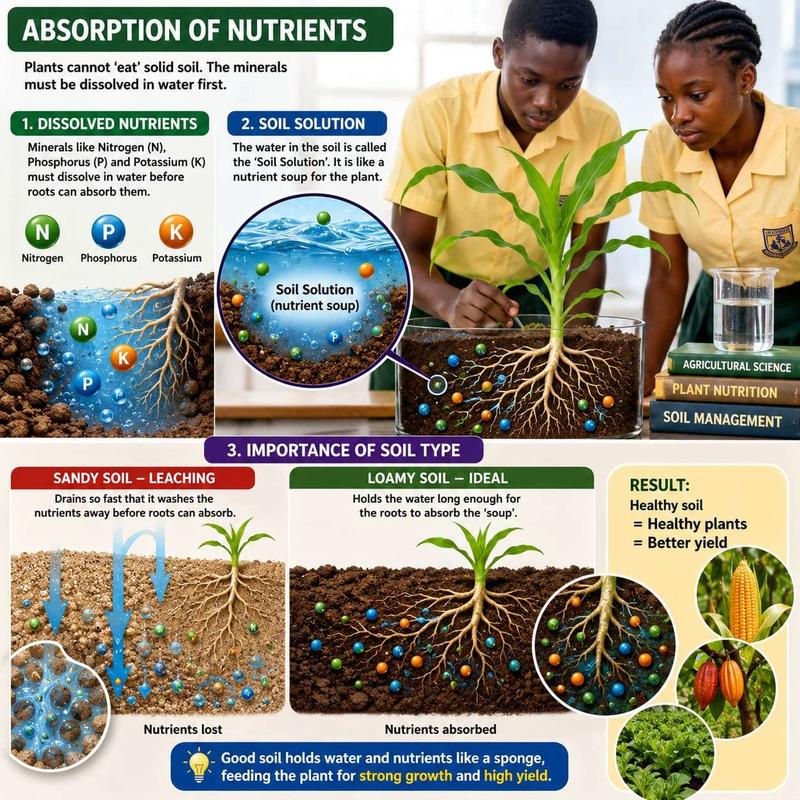 ABSORPTION OF NUTRIENTS
Plants cannot 'eat' solid soil. The minerals
must be dissolved in water first.
1. DISSOLVED NUTRIENTS
Minerals like Nitrogen (N),
Phosphorus (P) and Potassium (K)
must dissolve in water before
roots can absorb them.
N
P
K
Nitrogen
Phosphorus
Potassium
N
K
P
P
2. SOIL SOLUTION
The water in the soil is called
the 'Soil Solution'. It is like a
nutrient soup for the plant.
Soil Solution
(nutrient soup)
AGRICULTURAL SCIENCE
PLANT NUTRITION
SOIL MANAGEMENT
3. IMPORTANCE OF SOIL TYPE
SANDY SOIL – LEACHING
Drains so fast that it washes the
nutrients away before roots can absorb.
Nutrients lost
LOAMY SOIL – IDEAL
Holds the water long enough for
the roots to absorb the 'soup'.
Nutrients absorbed
RESULT:
Healthy soil
= Healthy plants
= Better yield
Good soil holds water and nutrients like a sponge,
feeding the plant for strong growth and high yield.